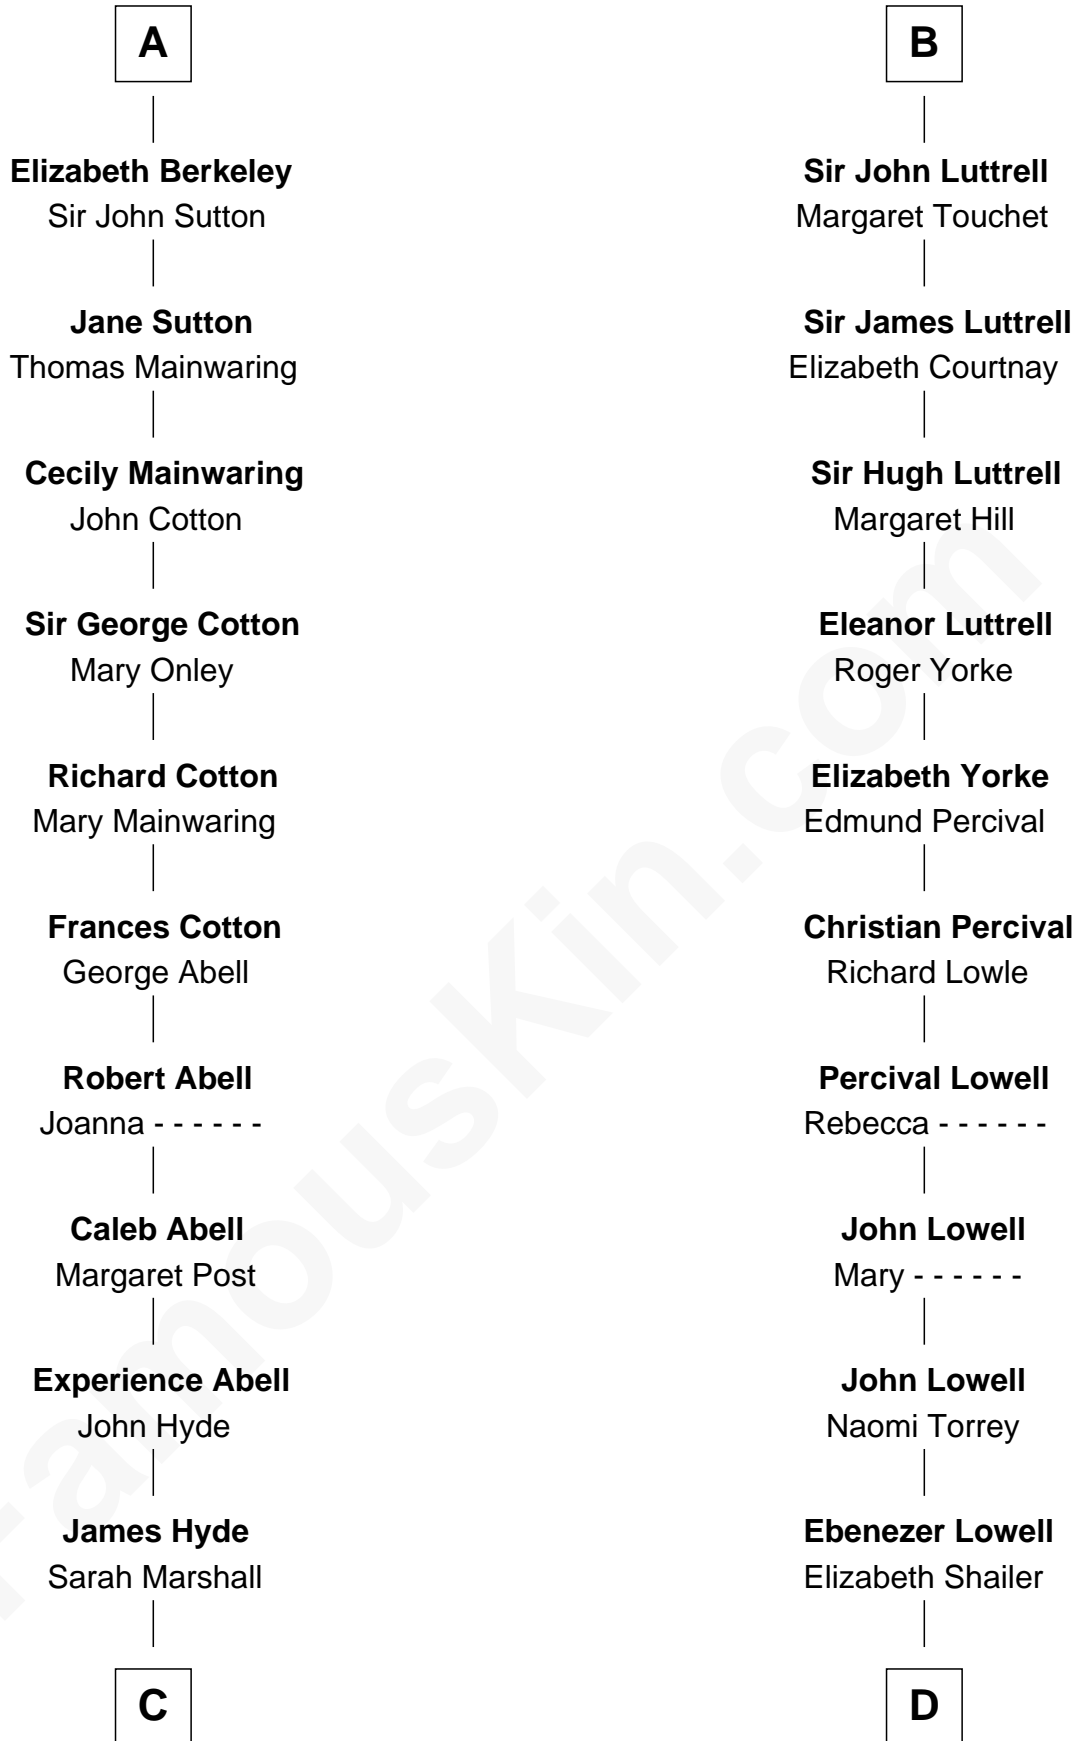 A
Elizabeth Berkeley
Sir John Sutton
Jane Sutton
Thomas Mainwaring
Cecily Mainwaring
John Cotton
Sir George Cotton
Mary Onley
Richard Cotton
Mary Mainwaring
Frances Cotton
George Abell
Robert Abell
Joanna - - - - - -
Caleb Abell
Margaret Post
Experience Abell
John Hyde
James Hyde
Sarah Marshall
C
B
Sir John Luttrell
Margaret Touchet
Sir James Luttrell
Elizabeth Courtnay
Sir Hugh Luttrell
Margaret Hill
Eleanor Luttrell
Roger Yorke
Elizabeth Yorke
Edmund Percival
Christian Percival
Richard Lowle
Percival Lowell
Rebecca - - - - - -
John Lowell
Mary - - - - - -
John Lowell
Naomi Torrey
Ebenezer Lowell
Elizabeth Shailer
D
FamousKin.com